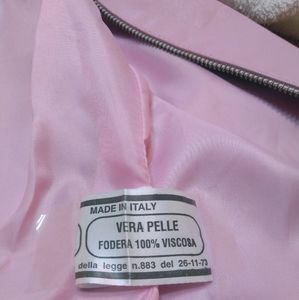 MADE IN ITALY
VERA PELLE
FODERA 100% VISCOSA
della legge n.883 del 26-11-73